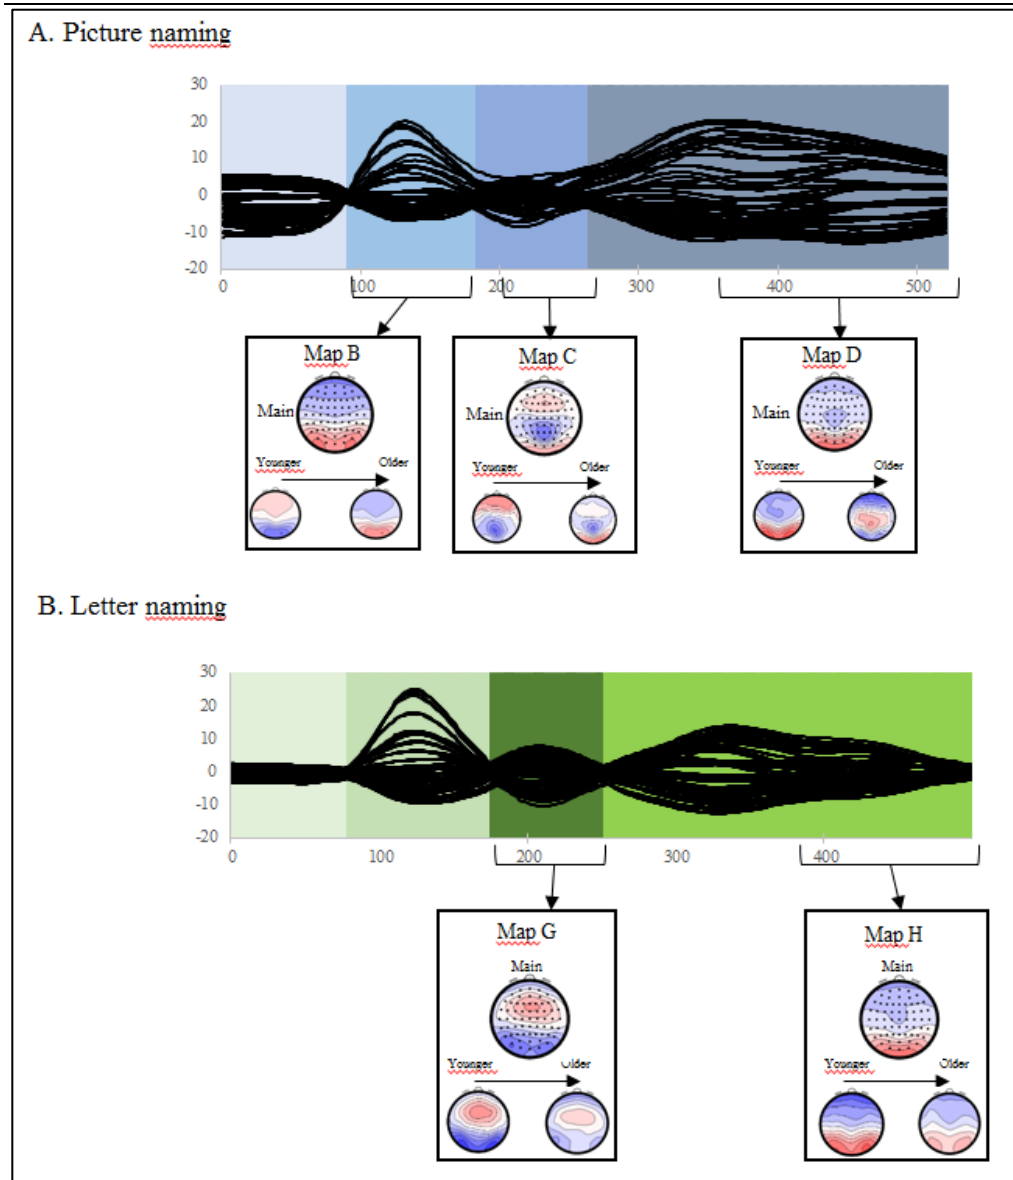 A. Picture naming
30
20
10
0
-10
-20
0 100 200 300 400 500
Map B
Main
Younger Older
Map C
Younger Older
Map D
Main
Younger Older
B. Letter naming
30
20
10
0
-10
-20
0 100 200 300 400
Map G
Main
Younger Older
Map H
Main
Younger Older